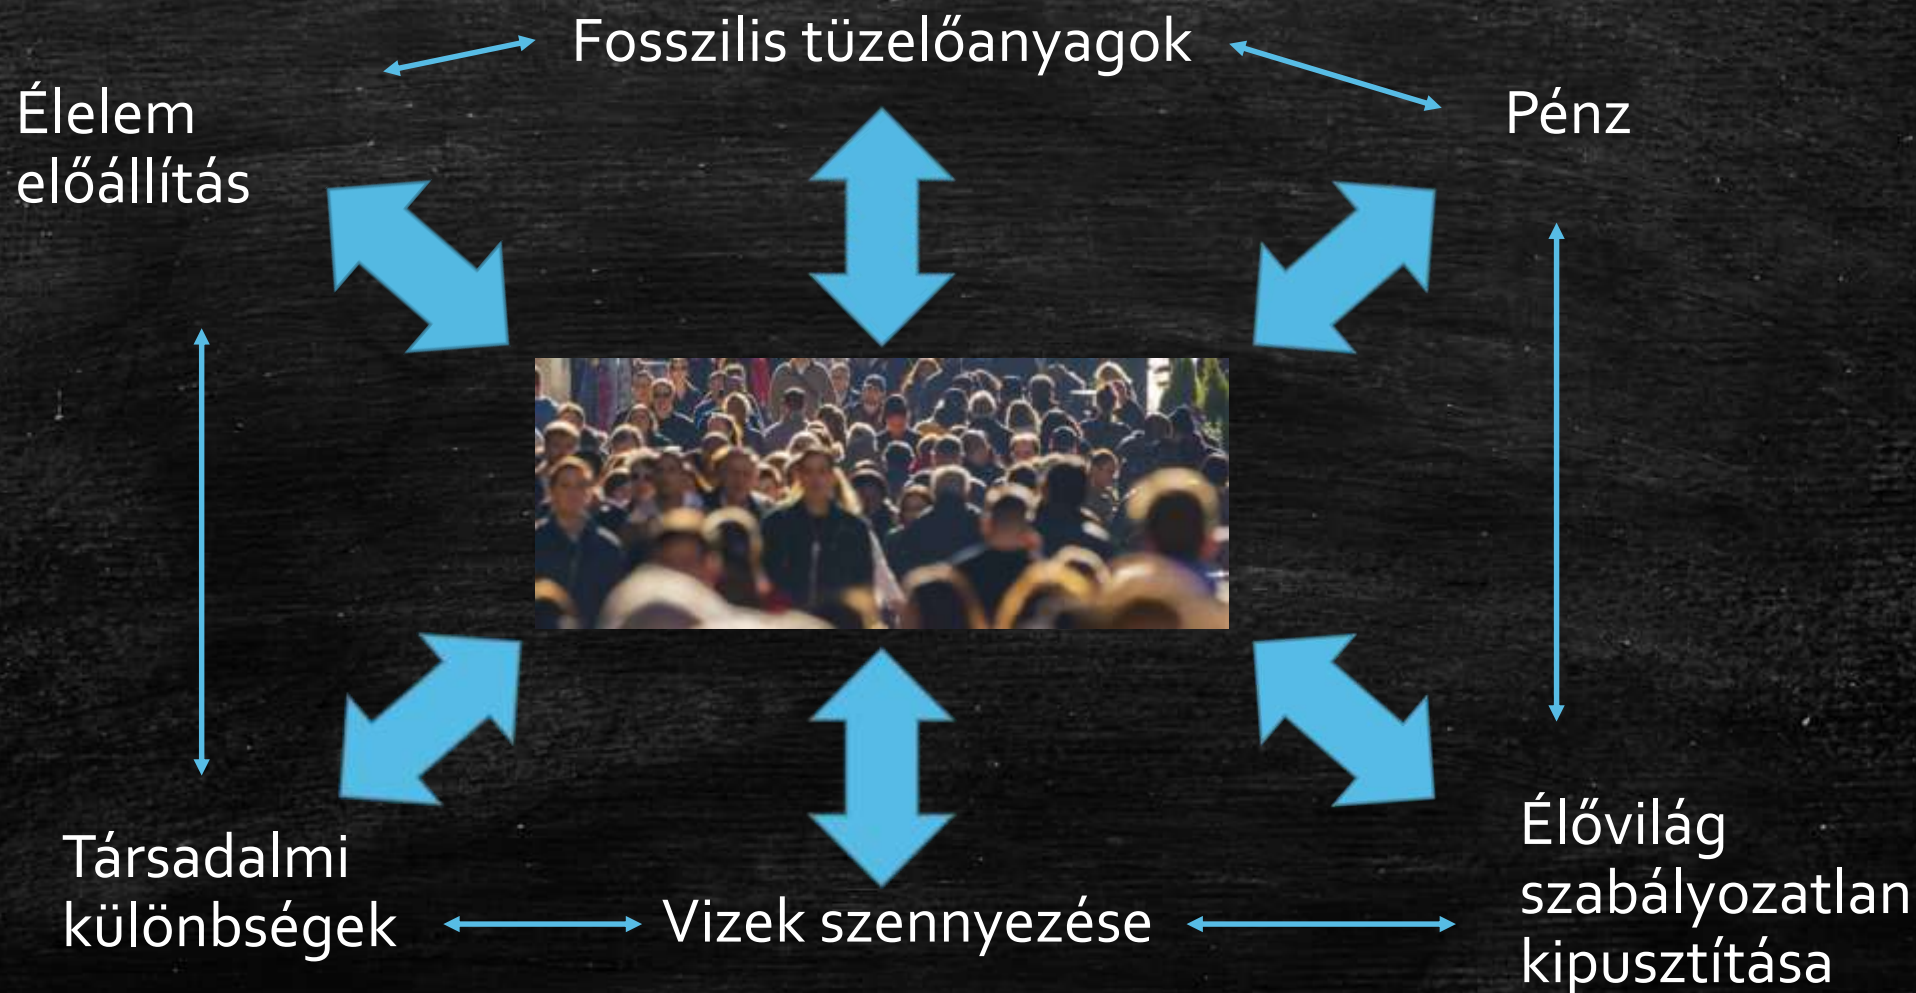 Fosszilis tüzelőanyagok
Élelem
előállítás
Pénz
Társadalmi
különbségek
Vizek szennyezése
Élővilág
szabályozatlan
kipusztítása